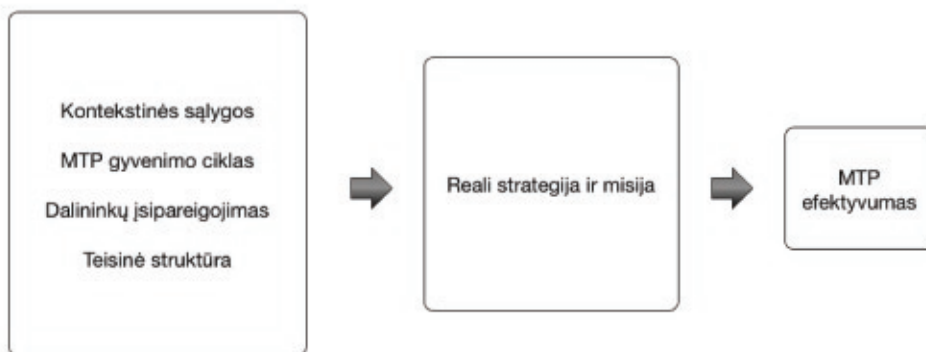 Kontekstinės sąlygos
MTP gyvenimo ciklas
Dalininkų įsipareigojimas
Teisinė struktūra
Reali strategija ir misija
MTP
efektyvumas